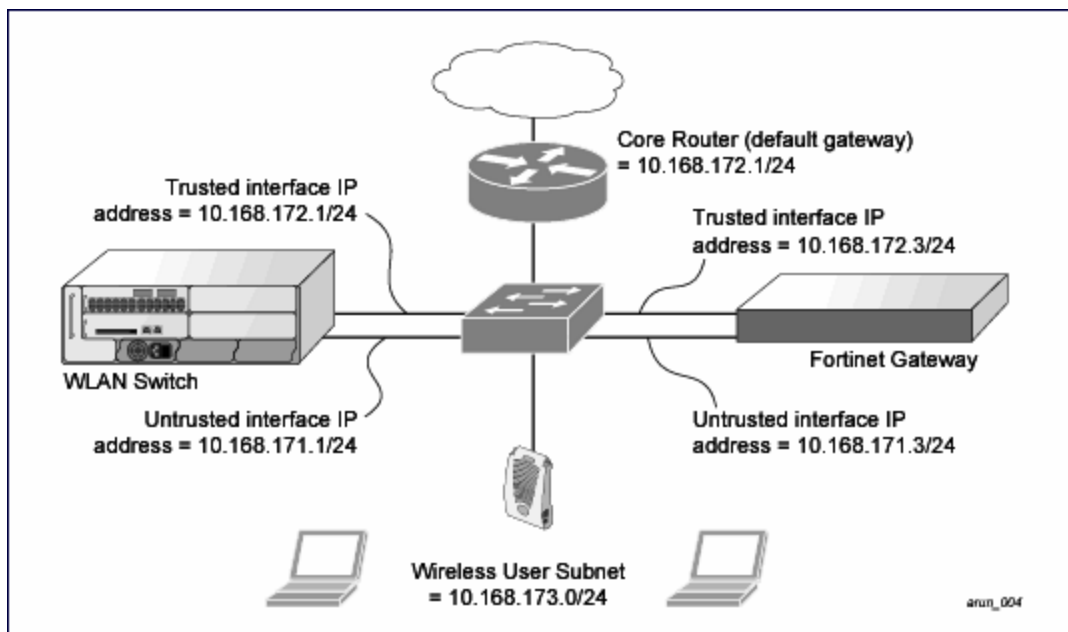 Core Router (default gateway)
= 10.168.172.1/24
Trusted interface IP
address = 10.168.172.1/24
Trusted interface IP
address = 10.168.172.3/24
WLAN Switch
Fortinet Gateway
Untrusted interface IP
address = 10.168.171.1/24
Untrusted interface IP
address = 10.168.171.3/24
Wireless User Subnet
= 10.168.173.0/24
arun_004